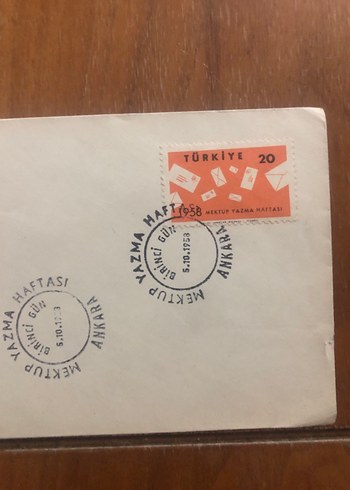 TÜRKİYE 20
1958 MEKTUP YAZMA HAFTASI
MEKTUP YAZMA HAFTASI
BİRİNCİ GÜN
5.10.1958
ANKARA
MEKTUP YAZMA HAFTASI
BİRİNCİ GÜN
ANKARA